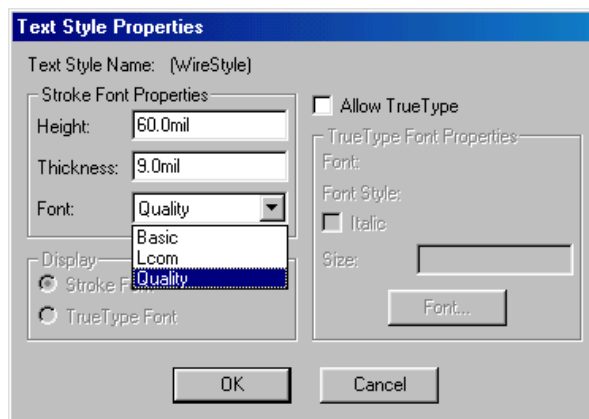 Text Style Properties
Text Style Name: (WireStyle)
Stroke Font Properties
Height: 60.0mil
Thickness: 9.0mil
Font: Quality
Basic
Lcom
Quality
Display
Stroke
TrueType Font
Allow TrueType
TrueType Font Properties
Font:
Font Style:
Italic
Size:
Font...
OK
Cancel